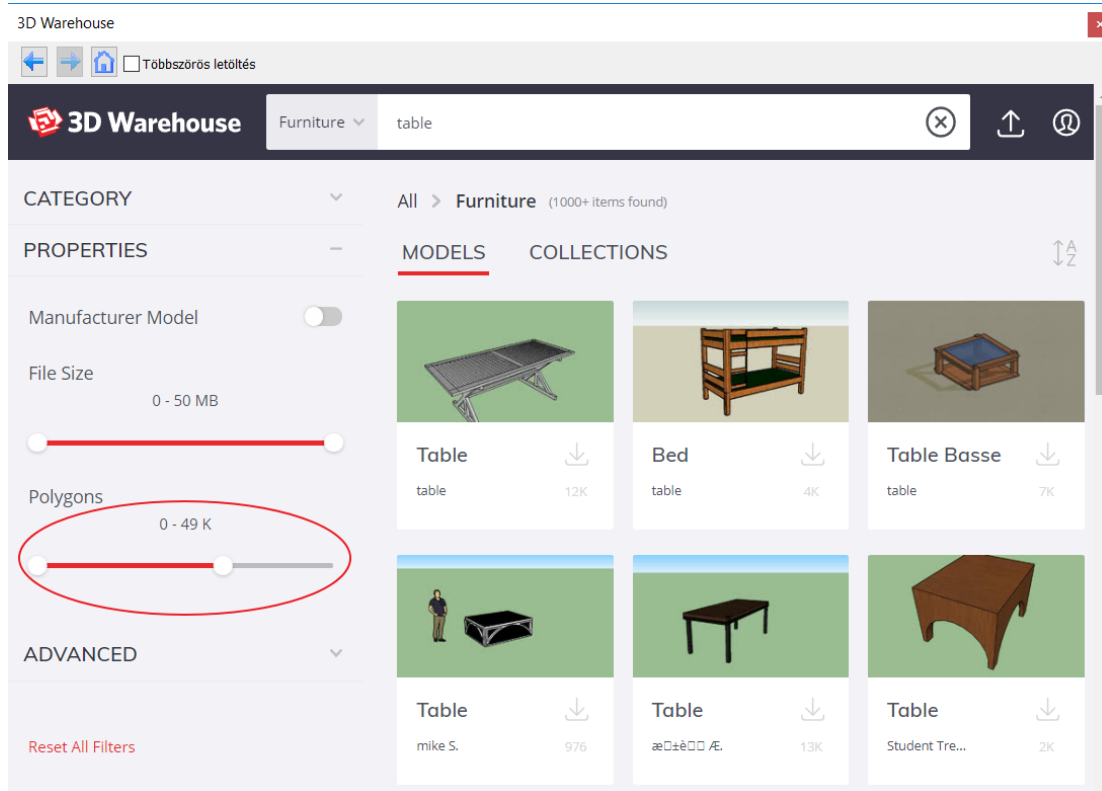 3D Warehouse
Többszörös letöltés
3D Warehouse
Furniture
table
CATEGORY
PROPERTIES
Manufacturer Model
File Size
0 - 50 MB
Polygons
0 - 49 K
ADVANCED
Reset All Filters
All > Furniture (1000+ items found)
MODELS COLLECTIONS
A
Z
Table
table 12K
Bed
table 4K
Table Basse
table 7K
Table
mike S. 976
Table
æ□±è□□ Æ. 13K
Table
Student Tre... 2K